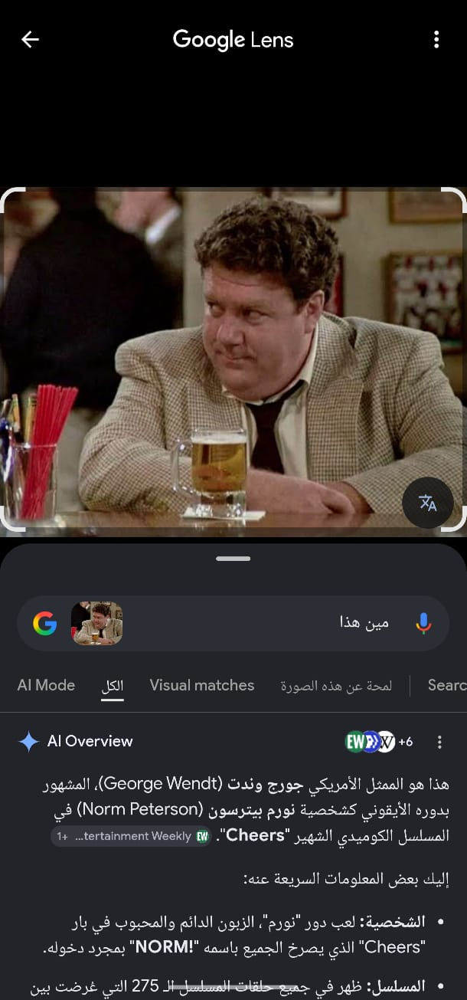 Google Lens
مين هذا
AI Mode
الكل
Visual matches
لمحة عن هذه الصورة
Searc
AI Overview
EW W +6
هذا هو الممثل الأمريكي جورج وندت (George Wendt)، المشهور
بدوره الأيقوني كشخصية نورم بيترسون (Norm Peterson) في
المسلسل الكوميدي الشهير "Cheers". EW tertainment Weekly... +1
إليك بعض المعلومات السريعة عنه:
• الشخصية: لعب دور "نورم"، الزبون الدائم والمحبوب في بار
"Cheers" الذي يصرخ الجميع باسمه "NORM!" بمجرد دخوله.
• المسلسل: ظهر في جميع حلقات المسلسل الـ 275 التي عُرضت بين